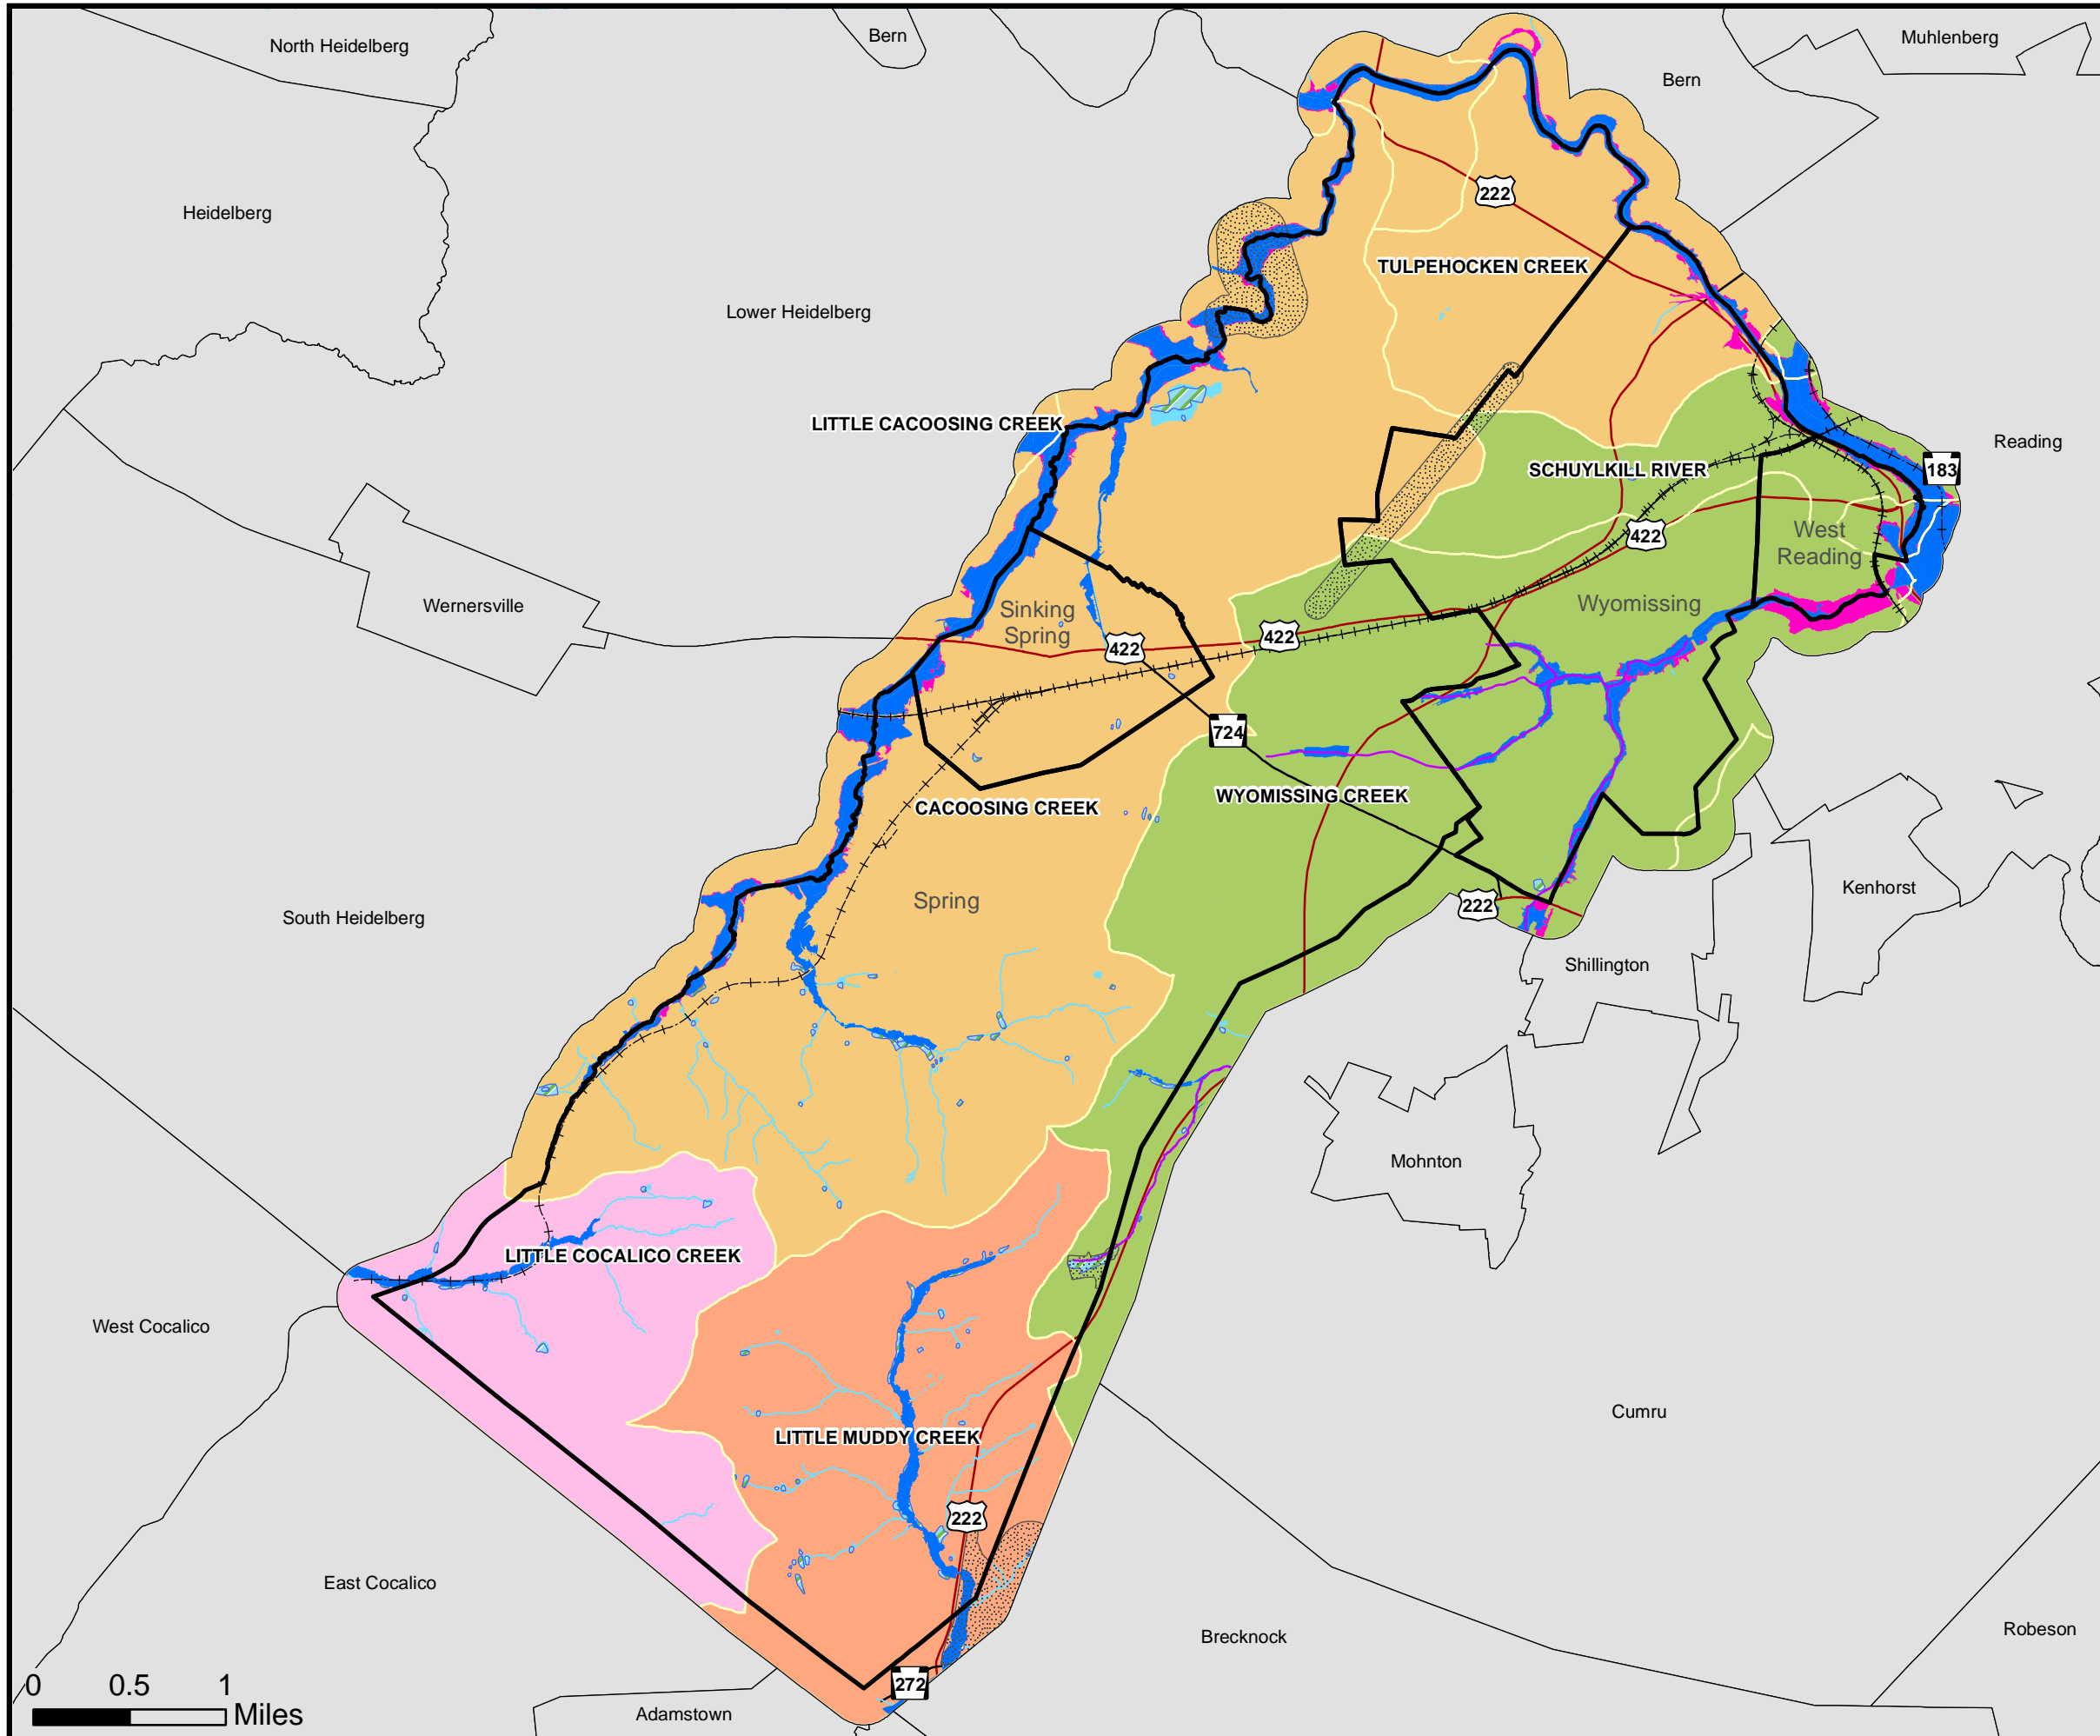 North Heidelberg
Bern
Muhlenberg
Bern
222
Heidelberg
TULPEHOCKEN CREEK
Lower Heidelberg
LITTLE CACOOSING CREEK
Reading
SCHUYLKILL RIVER
183
West
Reading
422
Wernersville
Sinking
Spring
Wyomissing
422
422
724
WYOMISSING CREEK
CACOOSING CREEK
Kenhorst
Spring
222
South Heidelberg
Shillington
Mohnton
LITTLE COCALICO CREEK
West Cocalico
Cumru
LITTLE MUDDY CREEK
222
East Cocalico
Robeson
Brecknock
272
0 0.5 1
Miles
Adamstown